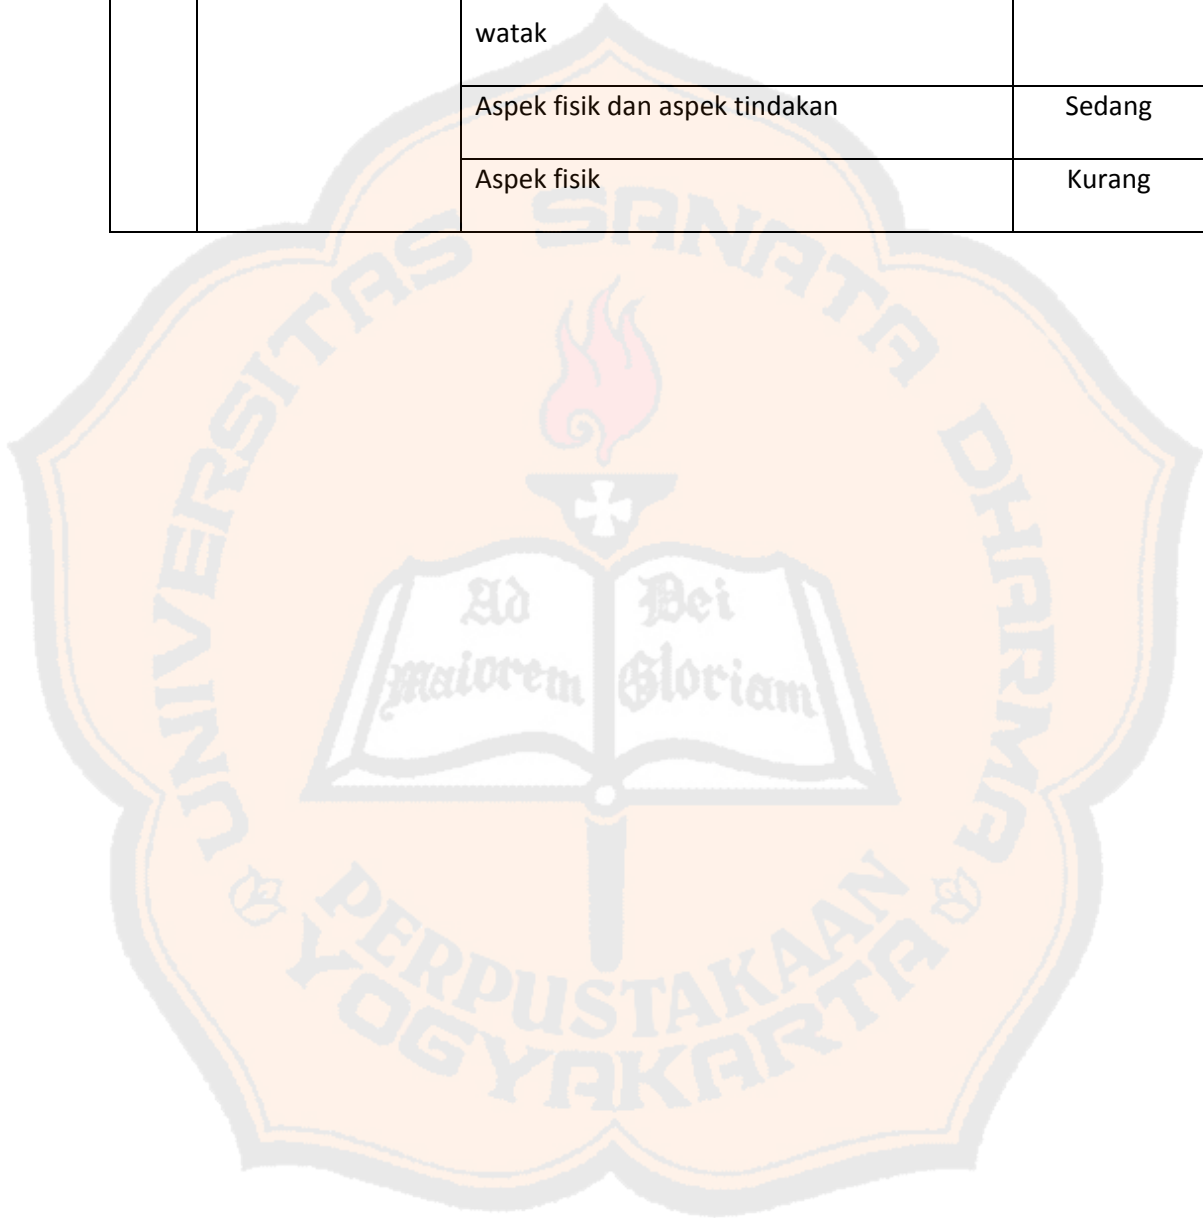 watak
Aspek fisik dan aspek tindakan Sedang
Aspek fisik Kurang
UNIVERSITAS SANATA DHARMA
Ad Dei
maiorem Gloriam
PERPUSTAKAAN
YOGYAKARTA